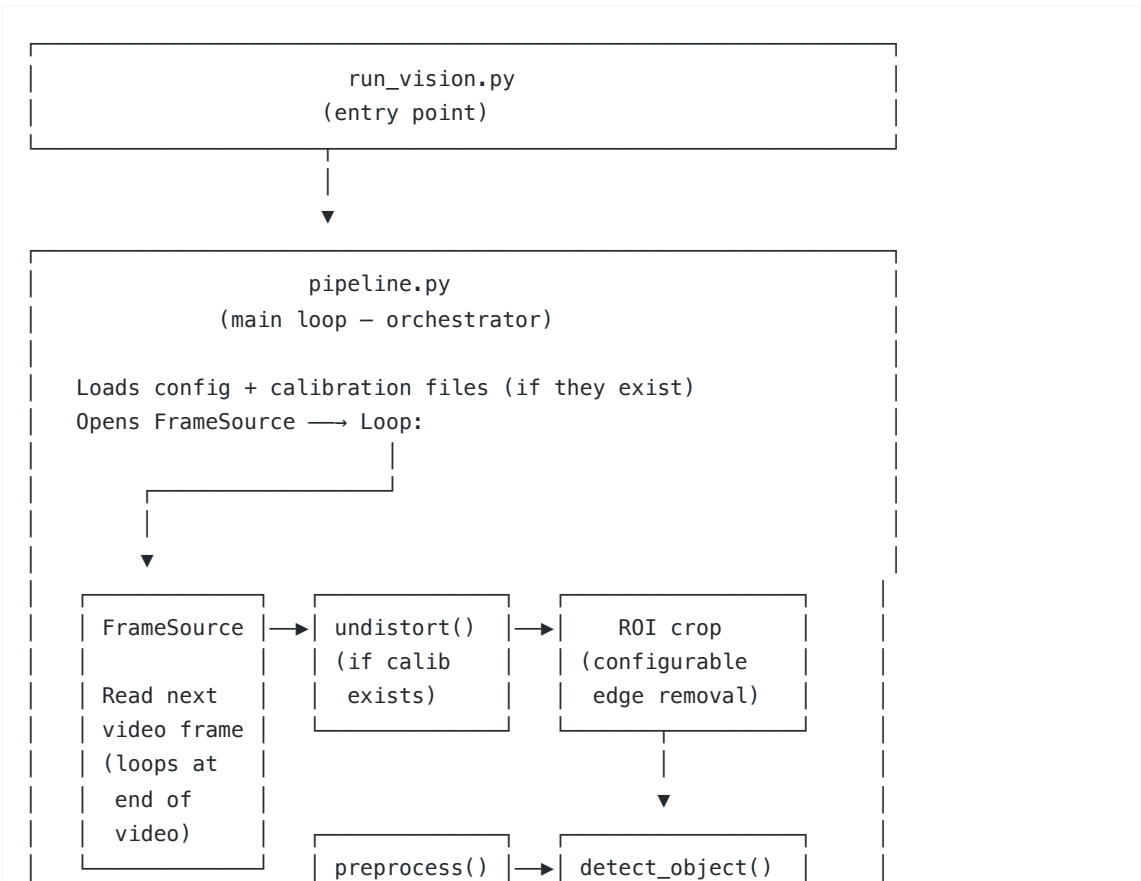 run_vision.py
(entry point)
pipeline.py
(main loop — orchestrator)
Loads config + calibration files (if they exist)
Opens FrameSource ──→ Loop:
FrameSource
Read next
video frame
(loops at
end of
video)
undistort()
(if calib
exists)
ROI crop
(configurable
edge removal)
preprocess()
detect_object()